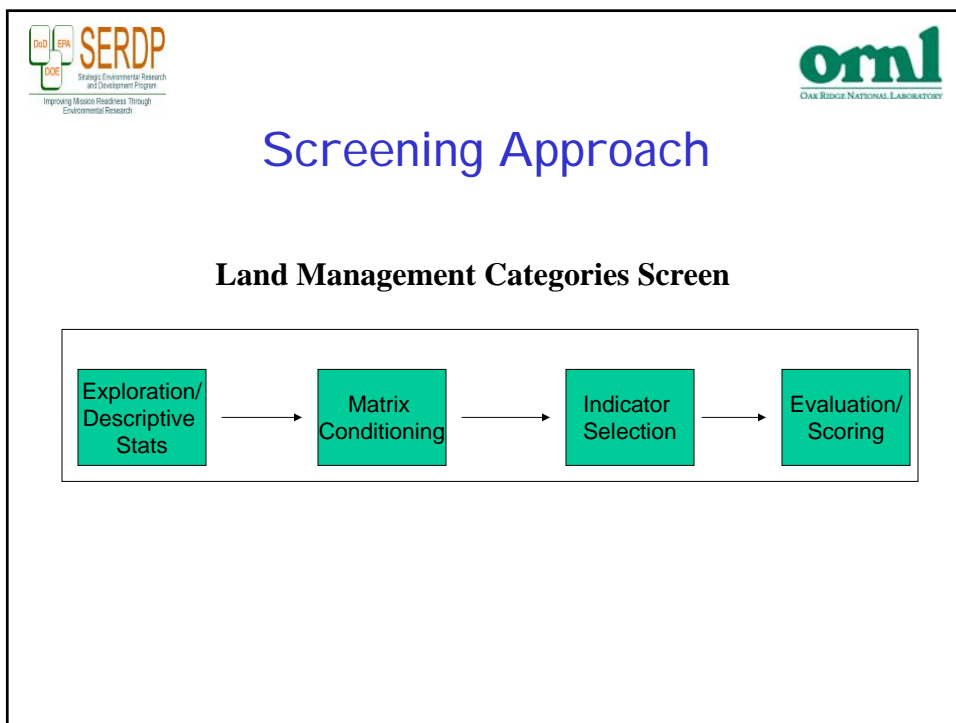 DoD EPA
DOE
SERDP
Strategic Environmental Research
and Development Program
Improving Mission Readiness Through
Environmental Research
ornl
OAK RIDGE NATIONAL LABORATORY
Screening Approach
Land Management Categories Screen
Exploration/
Descriptive
Stats
Matrix
Conditioning
Indicator
Selection
Evaluation/
Scoring